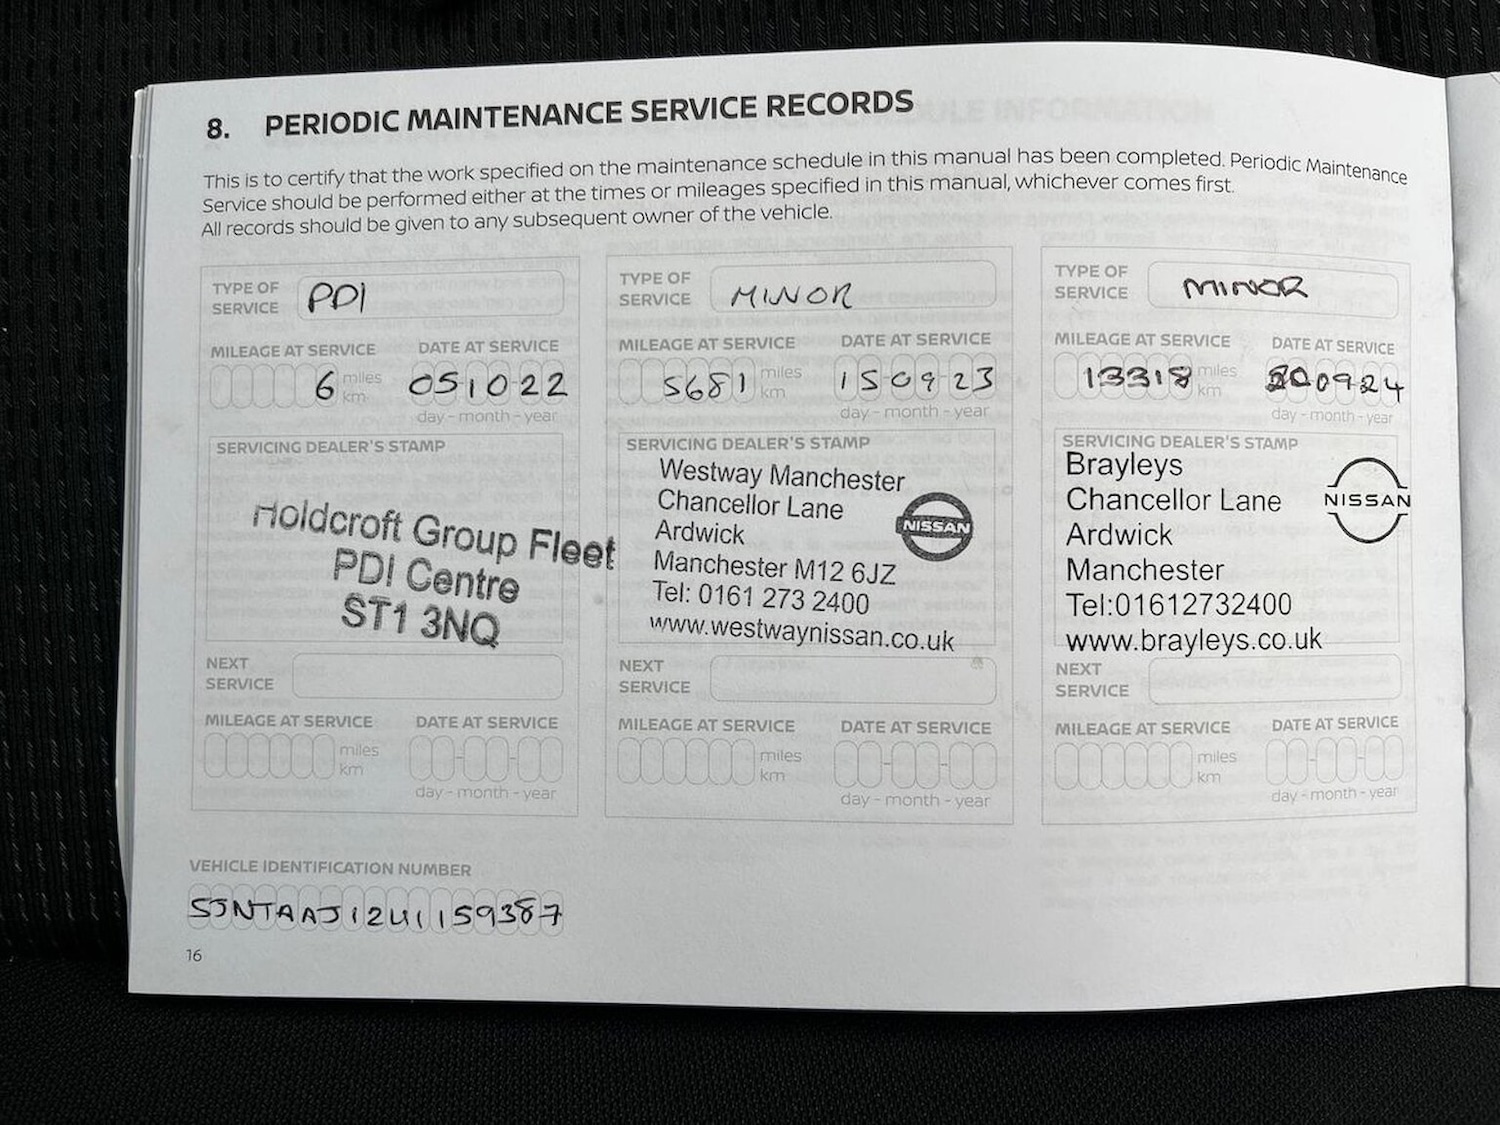 8. PERIODIC MAINTENANCE SERVICE RECORDS
This is to certify that the work specified on the maintenance schedule in this manual has been completed. Periodic Maintenance
Service should be performed either at the times or mileages specified in this manual, whichever comes first.
All records should be given to any subsequent owner of the vehicle.
TYPE OF
SERVICE
PDI
MILEAGE AT SERVICE
DATE AT SERVICE
6 miles
km
05-10-22
day - month - year
SERVICING DEALER'S STAMP
Holdcroft Group Fleet
PDI Centre
ST1 3NQ
NEXT
SERVICE
MILEAGE AT SERVICE
DATE AT SERVICE
miles
km
day - month - year
TYPE OF
SERVICE
MINOR
MILEAGE AT SERVICE
DATE AT SERVICE
5681 miles
km
15-09-23
day - month - year
SERVICING DEALER'S STAMP
Westway Manchester
Chancellor Lane
Ardwick
Manchester M12 6JZ
Tel: 0161 273 2400
www.westwaynissan.co.uk
NISSAN
NEXT
SERVICE
MILEAGE AT SERVICE
DATE AT SERVICE
miles
km
day - month - year
TYPE OF
SERVICE
MINOR
MILEAGE AT SERVICE
DATE AT SERVICE
13318 miles
km
0924
day - month - year
SERVICING DEALER'S STAMP
Brayleys
Chancellor Lane
Ardwick
Manchester
Tel:01612732400
www.brayleys.co.uk
NISSAN
NEXT
SERVICE
MILEAGE AT SERVICE
DATE AT SERVICE
miles
km
day - month - year
VEHICLE IDENTIFICATION NUMBER
SJNTAAJ12U1159387
16